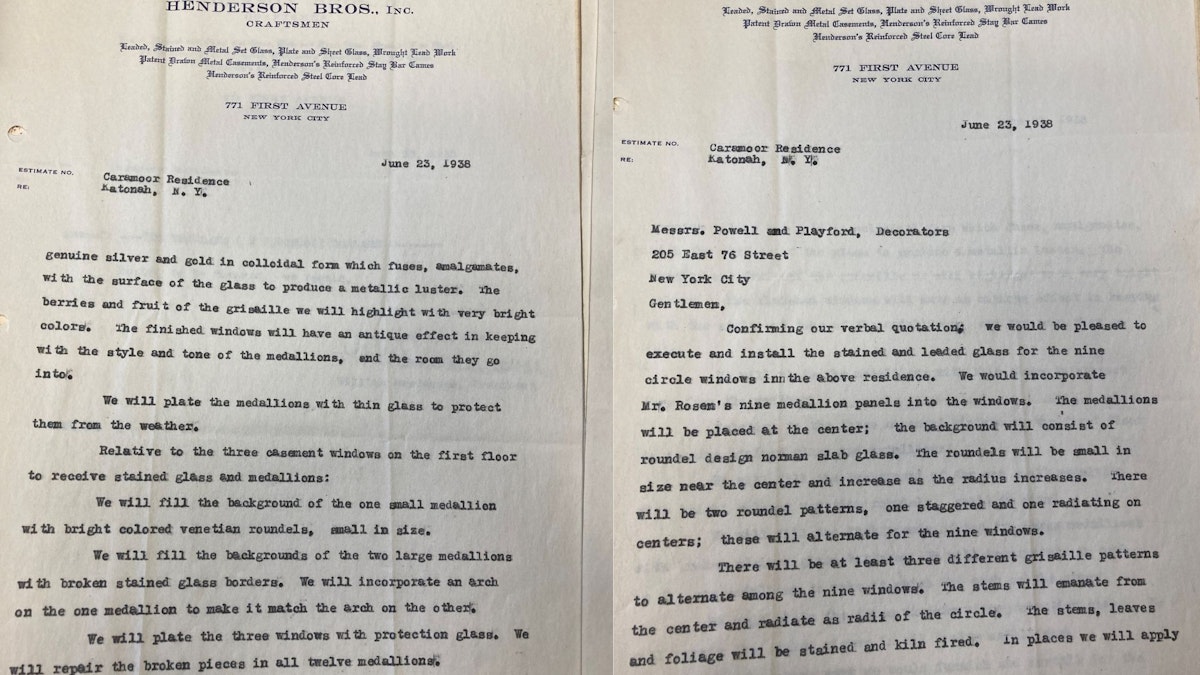 HENDERSON BROS., INC.
CRAFTSMEN
Leaded, Stained and Metal Set Glass, Plate and Sheet Glass, Wrought Lead Work
Patent Drawn Metal Casements, Henderson's Reinforced Stay Bar Cames
Henderson's Reinforced Steel Core Lead
771 FIRST AVENUE
NEW YORK CITY
June 23, 1938
ESTIMATE NO.
RE:
Caramoor Residence
Katonah, N. Y.
genuine silver and gold in colloidal form which fuses, amalgamates,
with the surface of the glass to produce a metallic luster. The
berries and fruit of the grisaille we will highlight with very bright
colors. The finished windows will have an antique effect in keeping
with the style and tone of the medallions, and the room they go
into.
We will plate the medallions with thin glass to protect
them from the weather.
Relative to the three casement windows on the first floor
to receive stained glass and medallions:
We will fill the background of the one small medallion
with bright colored venetian roundels, small in size.
We will fill the backgrounds of the two large medallions
with broken stained glass borders. We will incorporate an arch
on the one medallion to make it match the arch on the other.
We will plate the three windows with protection glass. We
will repair the broken pieces in all twelve medallions.
Leaded, Stained and Metal Set Glass, Plate and Sheet Glass, Wrought Lead Work
Patent Drawn Metal Casements, Henderson's Reinforced Stay Bar Cames
Henderson's Reinforced Steel Core Lead
771 FIRST AVENUE
NEW YORK CITY
June 23, 1938
ESTIMATE NO.
RE:
Caramoor Residence
Katonah, N. Y.
Messrs. Powell and Playford, Decorators
205 East 76 Street
New York City
Gentlemen,
Confirming our verbal quotation; we would be pleased to
execute and install the stained and leaded glass for the nine
circle windows innthe above residence. We would incorporate
Mr. Rosem's nine medallion panels into the windows. The medallions
will be placed at the center; the background will consist of
roundel design norman slab glass. The roundels will be small in
size near the center and increase as the radius increases. There
will be two roundel patterns, one staggered and one radiating on
centers; these will alternate for the nine windows.
There will be at least three different grisaille patterns
to alternate among the nine windows. The stems will emanate from
the center and radiate as radii of the circle. The stems, leaves
and foliage will be stained and kiln fired. In places we will apply